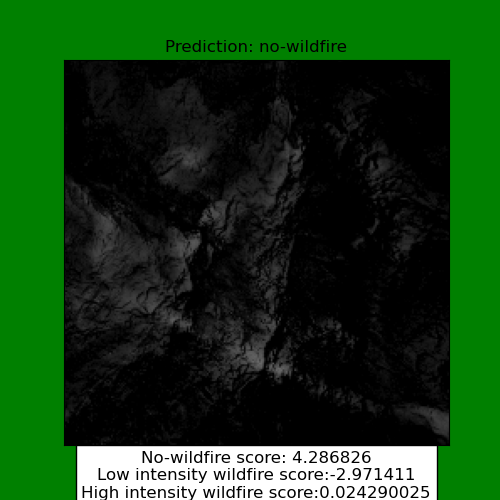 Prediction: no-wildfire
No-wildfire score: 4.286826
Low intensity wildfire score:-2.971411
High intensity wildfire score:0.024290025